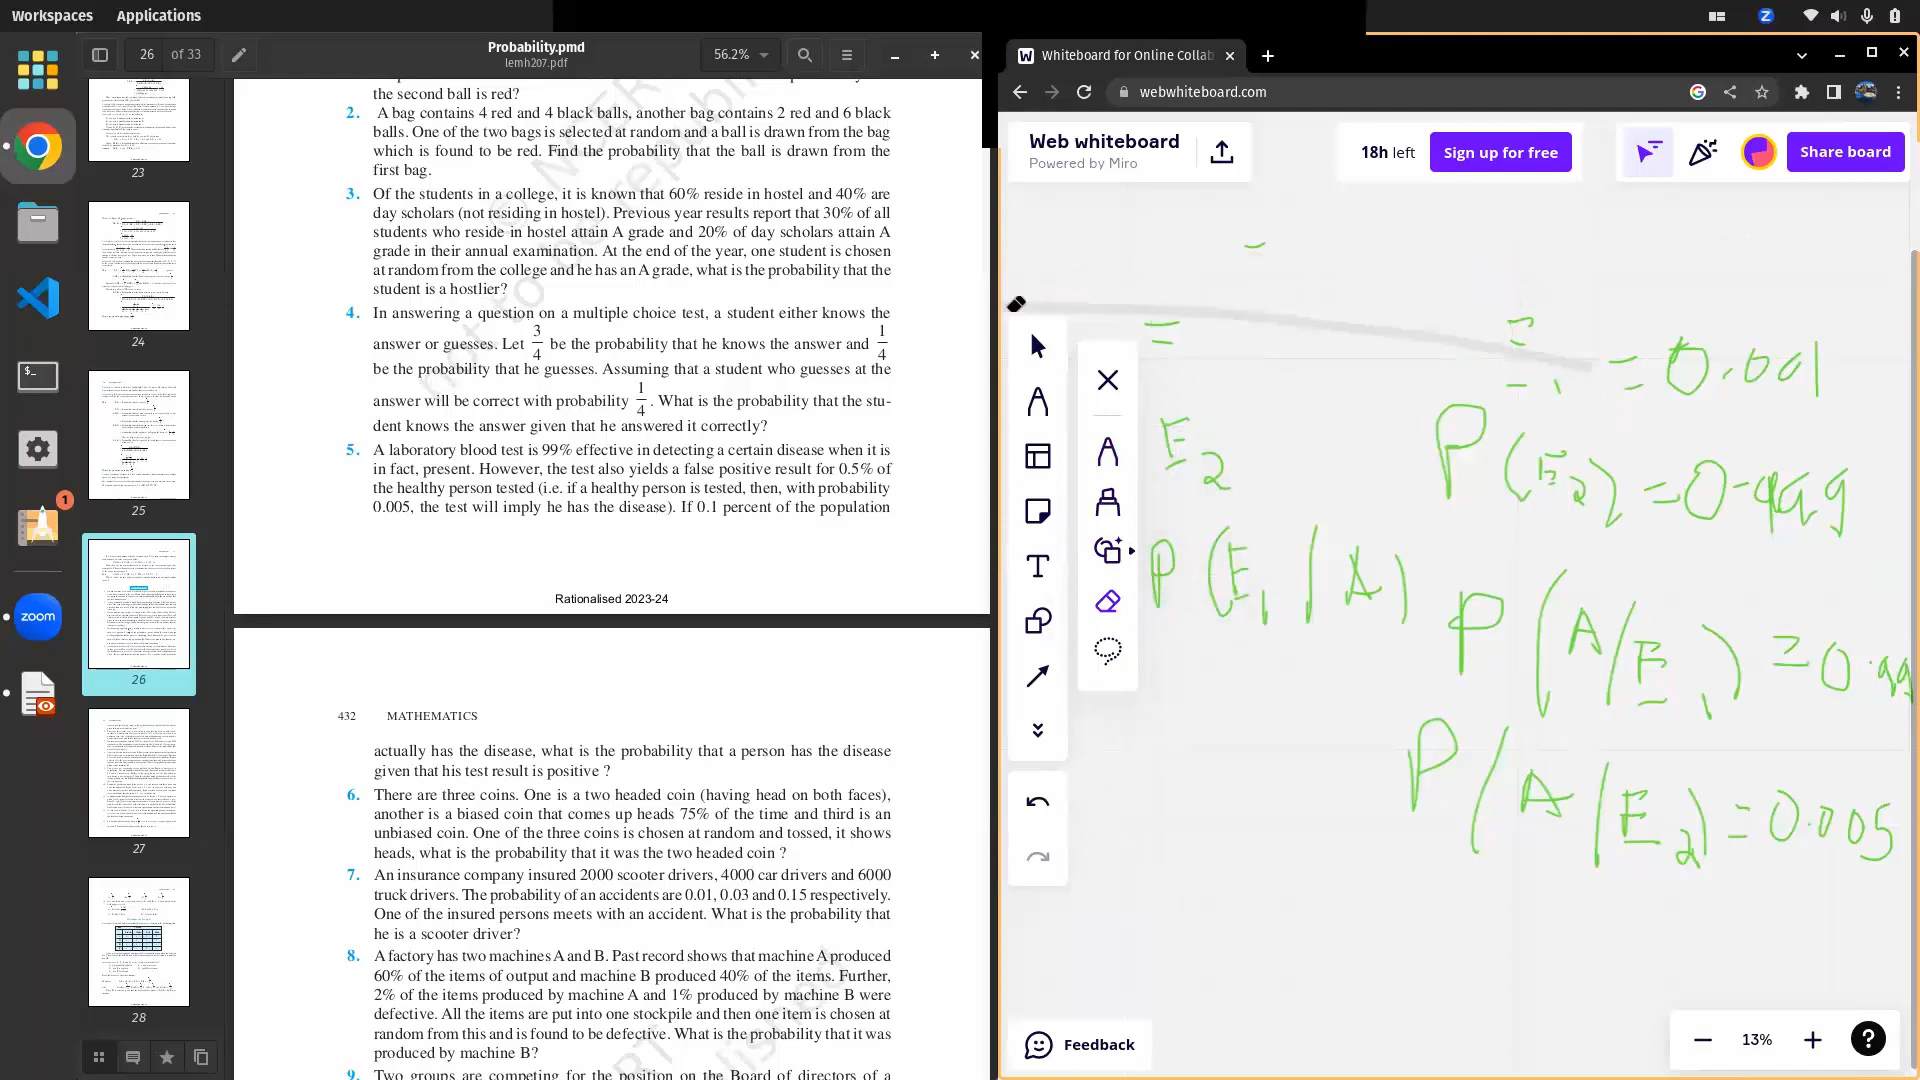 Workspaces Applications
26 of 33
Probability.pmd
lemh207.pdf
56.2%
23
24
25
26
27
28
1
zoom
the second ball is red?
2. A bag contains 4 red and 4 black balls, another bag contains 2 red and 6 black
balls. One of the two bags is selected at random and a ball is drawn from the bag
which is found to be red. Find the probability that the ball is drawn from the
first bag.
3. Of the students in a college, it is known that 60% reside in hostel and 40% are
day scholars (not residing in hostel). Previous year results report that 30% of all
students who reside in hostel attain A grade and 20% of day scholars attain A
grade in their annual examination. At the end of the year, one student is chosen
at random from the college and he has an A grade, what is the probability that the
student is a hostlier?
4. In answering a question on a multiple choice test, a student either knows the
answer or guesses. Let 3/4 be the probability that he knows the answer and 1/4
be the probability that he guesses. Assuming that a student who guesses at the
answer will be correct with probability 1/4. What is the probability that the stu-
dent knows the answer given that he answered it correctly?
5. A laboratory blood test is 99% effective in detecting a certain disease when it is
in fact, present. However, the test also yields a false positive result for 0.5% of
the healthy person tested (i.e. if a healthy person is tested, then, with probability
0.005, the test will imply he has the disease). If 0.1 percent of the population
Rationalised 2023-24
432 MATHEMATICS
actually has the disease, what is the probability that a person has the disease
given that his test result is positive ?
6. There are three coins. One is a two headed coin (having head on both faces),
another is a biased coin that comes up heads 75% of the time and third is an
unbiased coin. One of the three coins is chosen at random and tossed, it shows
heads, what is the probability that it was the two headed coin ?
7. An insurance company insured 2000 scooter drivers, 4000 car drivers and 6000
truck drivers. The probability of an accidents are 0.01, 0.03 and 0.15 respectively.
One of the insured persons meets with an accident. What is the probability that
he is a scooter driver?
8. A factory has two machines A and B. Past record shows that machine A produced
60% of the items of output and machine B produced 40% of the items. Further,
2% of the items produced by machine A and 1% produced by machine B were
defective. All the items are put into one stockpile and then one item is chosen at
random from this and is found to be defective. What is the probability that it was
produced by machine B?
9. Two groups are competing for the position on the Board of directors of a
Whiteboard for Online Collab
webwhiteboard.com
Web whiteboard
Powered by Miro
18h left
Sign up for free
Share board
= 0.001
E2
P(E2) = 0.999
P(E1/A)
P(A/E1) = 0.99
P(A/E2) = 0.005
Feedback
13%